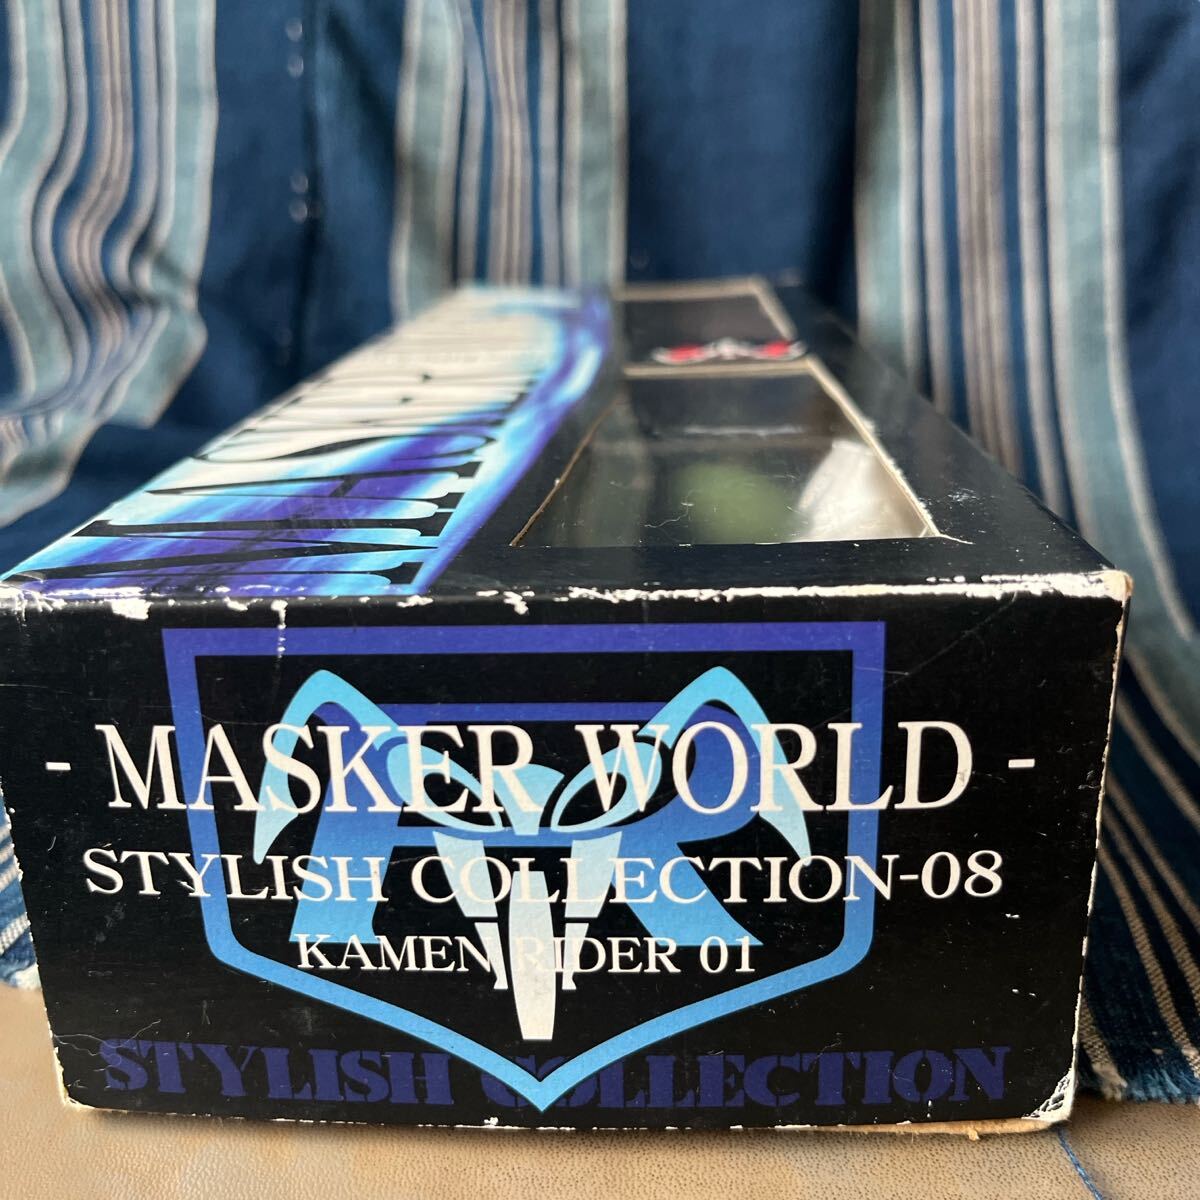 - MASKER WORLD -
STYLISH COLLECTION-08
KAMEN RIDER 01
STYLISH COLLECTION